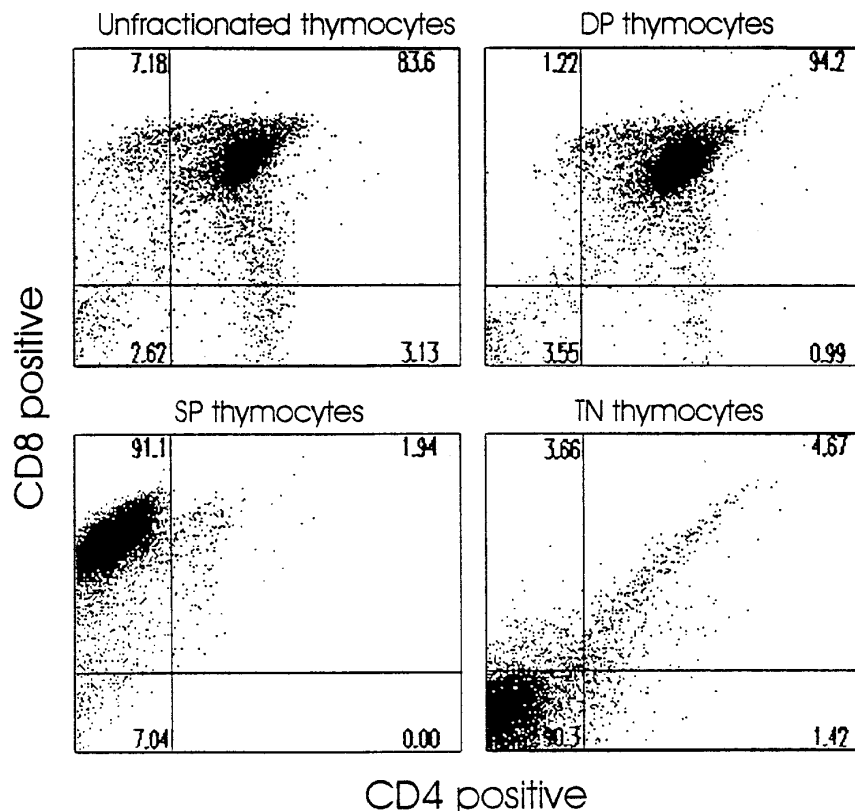 Unfractionated thymocytes
DP thymocytes
7.18
83.6
1.22
94.2
2.62
3.13
3.55
0.99
SP thymocytes
TN thymocytes
91.1
1.94
3.66
4.67
7.04
0.00
90.3
1.42
CD8 positive
CD4 positive